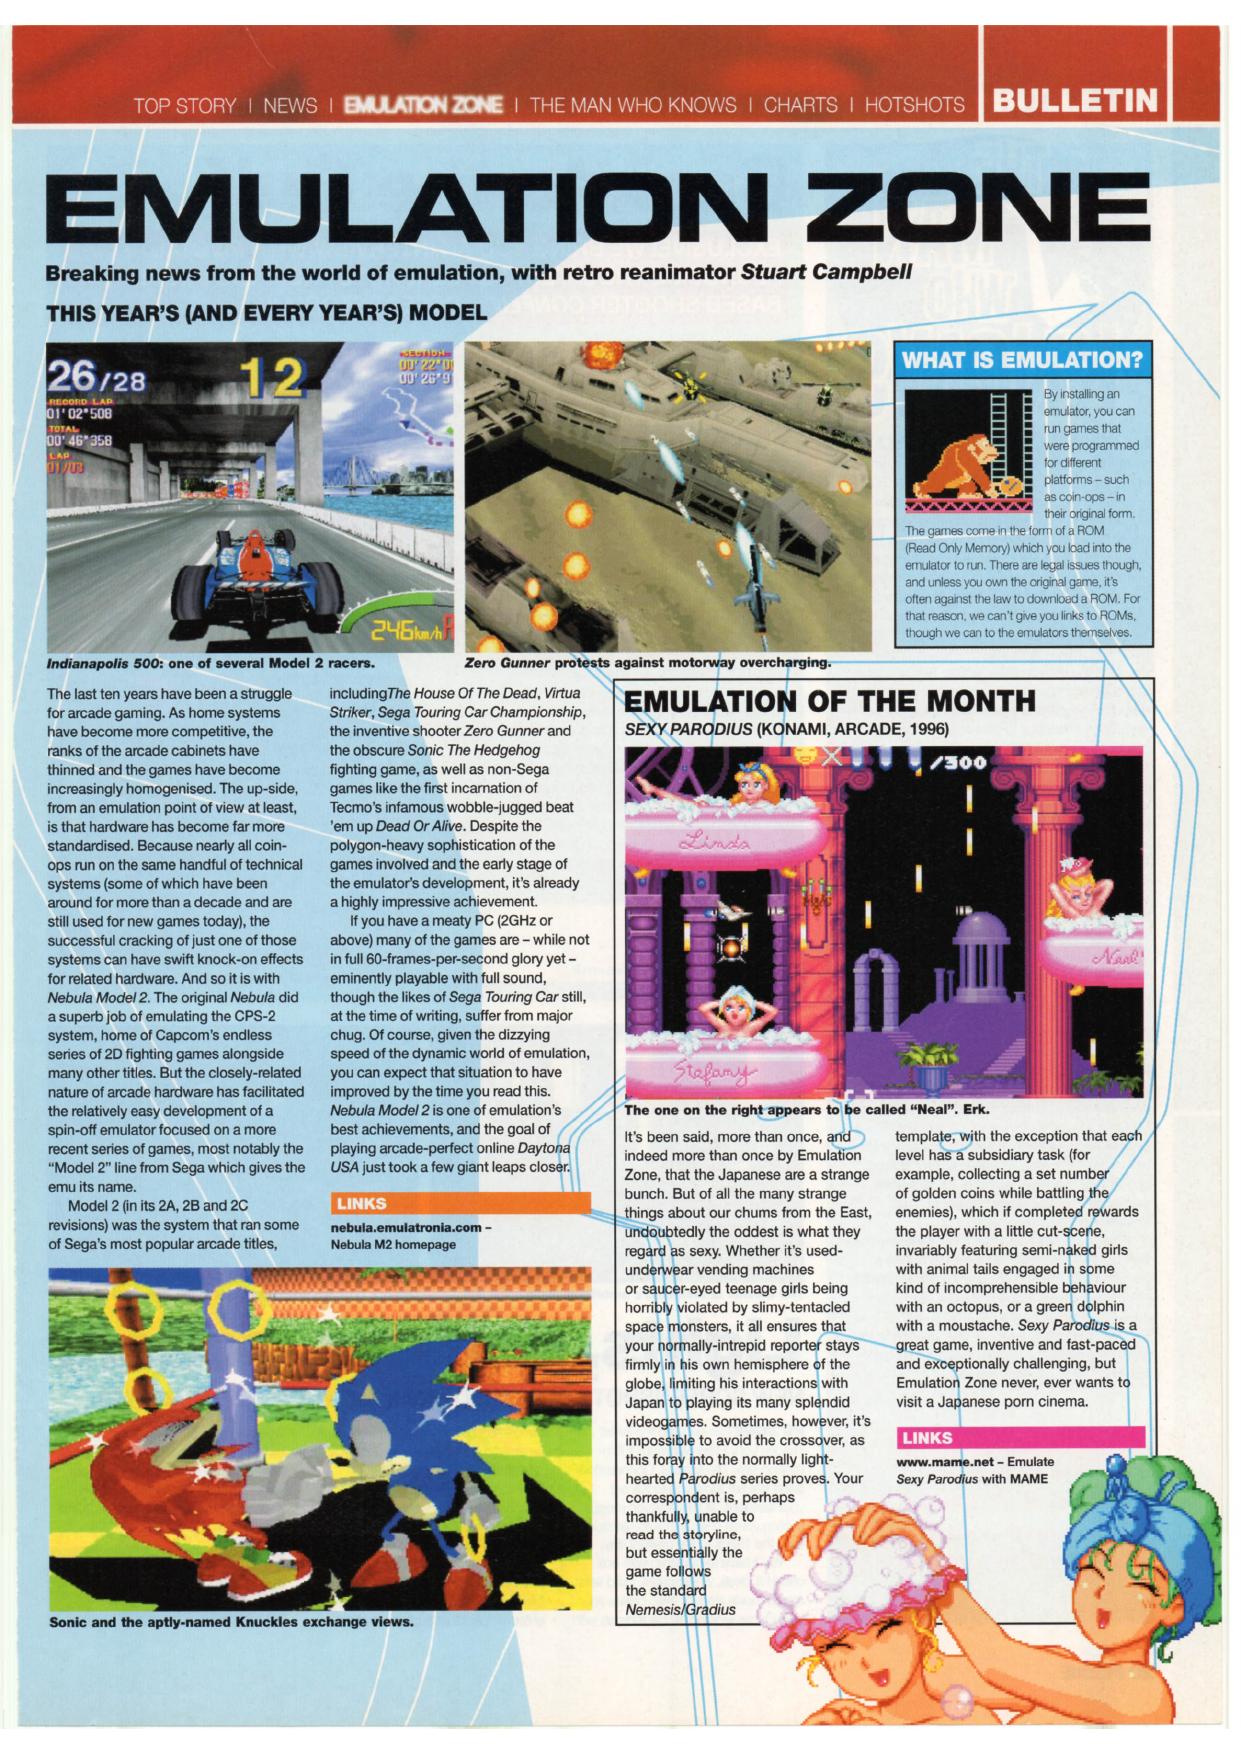 TOP STORY | NEWS | EMULATION ZONE | THE MAN WHO KNOWS | CHARTS | HOTSHOTS
BULLETIN
EMULATION ZONE
Breaking news from the world of emulation, with retro reanimator Stuart Campbell
THIS YEAR'S (AND EVERY YEAR'S) MODEL
26/28
12
RECORD LAP
01'02"508
TOTAL
00'46"358
LAP
01/03
SECTION
246km/h
Indianapolis 500: one of several Model 2 racers.
Zero Gunner protests against motorway overcharging.
WHAT IS EMULATION?
By installing an
emulator, you can
run games that
were programmed
for different
platforms – such
as coin-ops – in
their original form.
The games come in the form of a ROM
(Read Only Memory) which you load into the
emulator to run. There are legal issues though,
and unless you own the original game, it's
often against the law to download a ROM. For
that reason, we can't give you links to ROMs,
though we can to the emulators themselves.
The last ten years have been a struggle
for arcade gaming. As home systems
have become more competitive, the
ranks of the arcade cabinets have
thinned and the games have become
increasingly homogenised. The up-side,
from an emulation point of view at least,
is that hardware has become far more
standardised. Because nearly all coin-
ops run on the same handful of technical
systems (some of which have been
around for more than a decade and are
still used for new games today), the
successful cracking of just one of those
systems can have swift knock-on effects
for related hardware. And so it is with
Nebula Model 2. The original Nebula did
a superb job of emulating the CPS-2
system, home of Capcom's endless
series of 2D fighting games alongside
many other titles. But the closely-related
nature of arcade hardware has facilitated
the relatively easy development of a
spin-off emulator focused on a more
recent series of games, most notably the
"Model 2" line from Sega which gives the
emu its name.
Model 2 (in its 2A, 2B and 2C
revisions) was the system that ran some
of Sega's most popular arcade titles,
includingThe House Of The Dead, Virtua
Striker, Sega Touring Car Championship,
the inventive shooter Zero Gunner and
the obscure Sonic The Hedgehog
fighting game, as well as non-Sega
games like the first incarnation of
Tecmo's infamous wobble-jugged beat
'em up Dead Or Alive. Despite the
polygon-heavy sophistication of the
games involved and the early stage of
the emulator's development, it's already
a highly impressive achievement.
If you have a meaty PC (2GHz or
above) many of the games are – while not
in full 60-frames-per-second glory yet –
eminently playable with full sound,
though the likes of Sega Touring Car still,
at the time of writing, suffer from major
chug. Of course, given the dizzying
speed of the dynamic world of emulation,
you can expect that situation to have
improved by the time you read this.
Nebula Model 2 is one of emulation's
best achievements, and the goal of
playing arcade-perfect online Daytona
USA just took a few giant leaps closer.
LINKS
nebula.emulatronia.com –
Nebula M2 homepage
Sonic and the aptly-named Knuckles exchange views.
EMULATION OF THE MONTH
SEXY PARODIUS (KONAMI, ARCADE, 1996)
/300
Linda
Neal
Stefamy
The one on the right appears to be called "Neal". Erk.
It's been said, more than once, and
indeed more than once by Emulation
Zone, that the Japanese are a strange
bunch. But of all the many strange
things about our chums from the East,
undoubtedly the oddest is what they
regard as sexy. Whether it's used-
underwear vending machines
or saucer-eyed teenage girls being
horribly violated by slimy-tentacled
space monsters, it all ensures that
your normally-intrepid reporter stays
firmly in his own hemisphere of the
globe, limiting his interactions with
Japan to playing its many splendid
videogames. Sometimes, however, it's
impossible to avoid the crossover, as
this foray into the normally light-
hearted Parodius series proves. Your
correspondent is, perhaps
thankfully, unable to
read the storyline,
but essentially the
game follows
the standard
Nemesis/Gradius
template, with the exception that each
level has a subsidiary task (for
example, collecting a set number
of golden coins while battling the
enemies), which if completed rewards
the player with a little cut-scene,
invariably featuring semi-naked girls
with animal tails engaged in some
kind of incomprehensible behaviour
with an octopus, or a green dolphin
with a moustache. Sexy Parodius is a
great game, inventive and fast-paced
and exceptionally challenging, but
Emulation Zone never, ever wants to
visit a Japanese porn cinema.
LINKS
www.mame.net – Emulate
Sexy Parodius with MAME